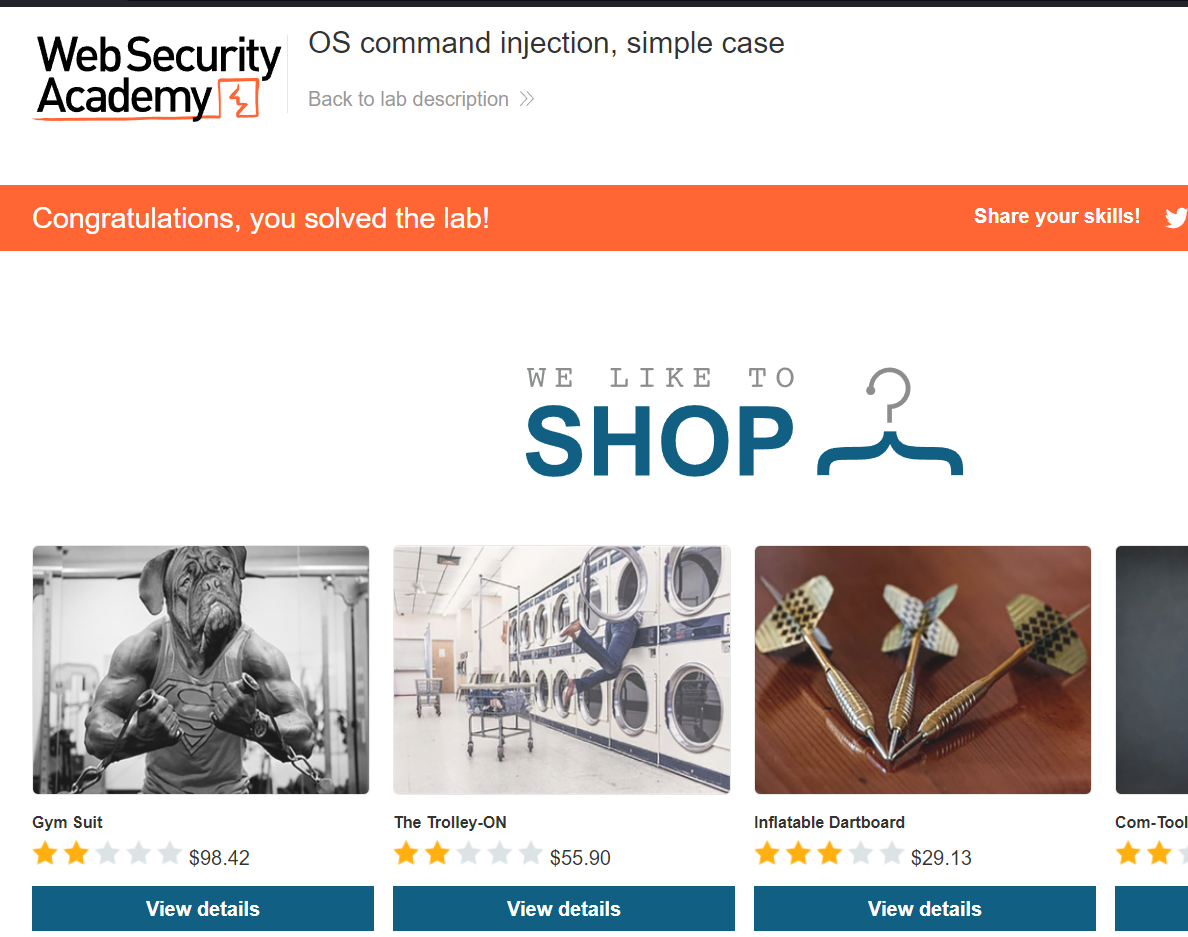 Web Security
Academy
OS command injection, simple case
Back to lab description
Congratulations, you solved the lab!
Share your skills!
WE LIKE TO
SHOP
Gym Suit
$98.42
View details
The Trolley-ON
$55.90
View details
Inflatable Dartboard
$29.13
View details
Com-Tool